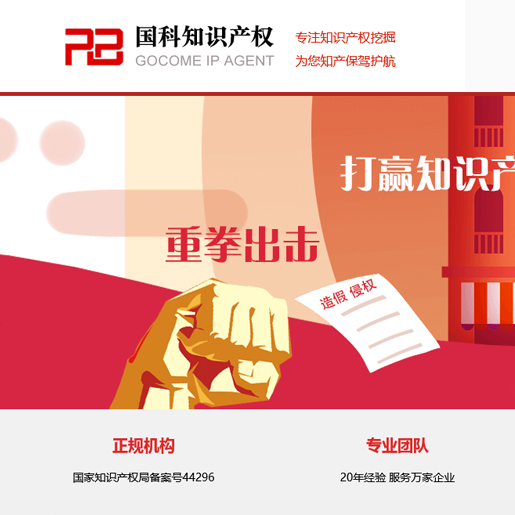 国科知识产权
GOCOME IP AGENT
专注知识产权挖掘
为您知产保驾护航
打赢知识产
重拳出击
造假 侵权
正规机构
国家知识产权局备案号44296
专业团队
20年经验 服务万家企业